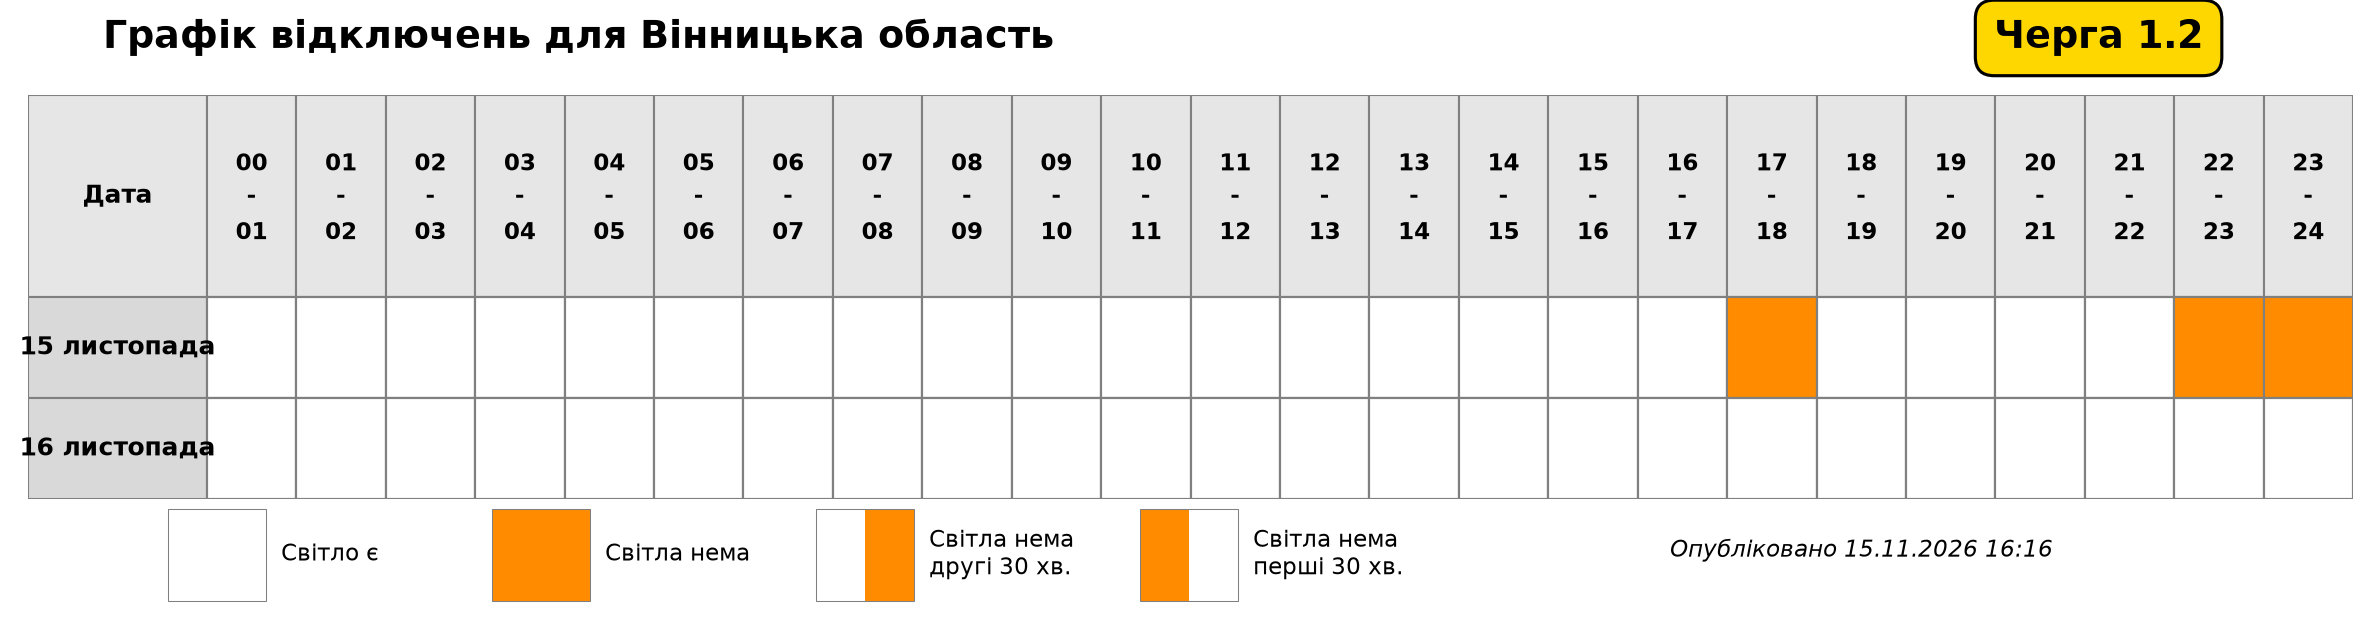 Графік відключень для Вінницька область
Черга 1.2
Дата
00 - 01
01 - 02
02 - 03
03 - 04
04 - 05
05 - 06
06 - 07
07 - 08
08 - 09
09 - 10
10 - 11
11 - 12
12 - 13
13 - 14
14 - 15
15 - 16
16 - 17
17 - 18
18 - 19
19 - 20
20 - 21
21 - 22
22 - 23
23 - 24
15 листопада
16 листопада
Світло є
Світла нема
Світла нема
другі 30 хв.
Світла нема
перші 30 хв.
Опубліковано 15.11.2026 16:16